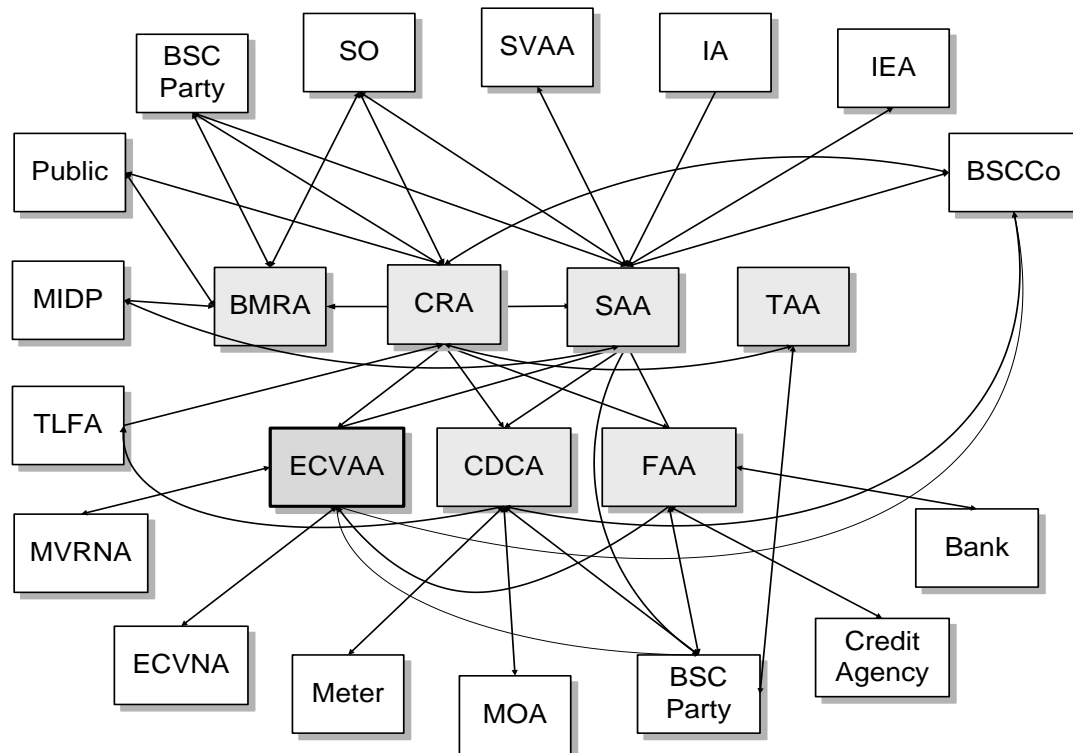 BSC
Party
SO
SVAA
IA
IEA
Public
BSCCo
MIDP
BMRA
CRA
SAA
TAA
TLFA
ECVAA
CDCA
FAA
MVRNA
Bank
ECVNA
Meter
MOA
BSC
Party
Credit
Agency